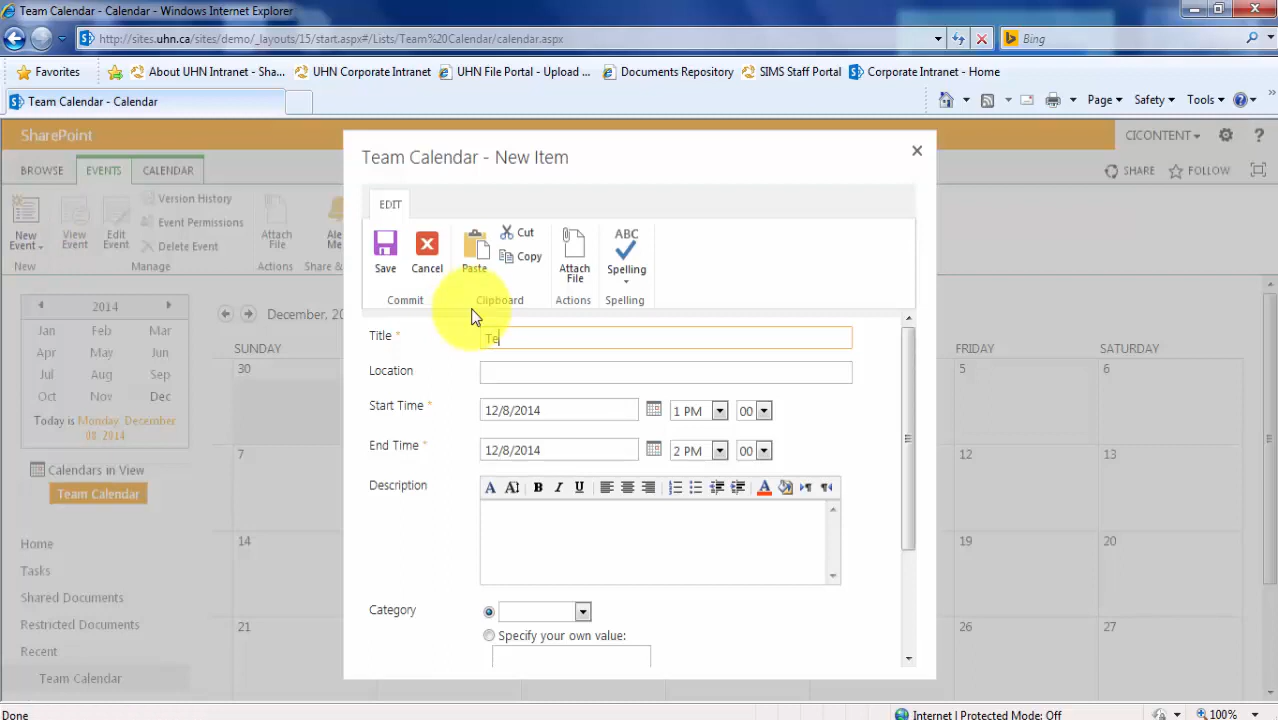 Team Calendar - Calendar - Windows Internet Explorer
http://sites.uhn.ca/sites/demo/_layouts/15/start.aspx#/Lists/Team%20Calendar/calendar.aspx
Bing
Favorites
About UHN Intranet - Sha...
UHN Corporate Intranet
UHN File Portal - Upload ...
Documents Repository
SIMS Staff Portal
Corporate Intranet - Home
Team Calendar - Calendar
Page
Safety
Tools
SharePoint
CICONTENT
BROWSE
EVENTS
CALENDAR
SHARE
FOLLOW
New Event
View Event
Edit Event
Version History
Event Permissions
Delete Event
Attach File
Ale
Me
New
Manage
Actions
Share &
Team Calendar - New Item
EDIT
Save
Cancel
Paste
Cut
Copy
Attach File
ABC
Spelling
Commit
Clipboard
Actions
Spelling
Title *
Te
Location
Start Time *
12/8/2014
1 PM
00
End Time *
12/8/2014
2 PM
00
Description
Category
Specify your own value:
2014
Jan Feb Mar
Apr May Jun
Jul Aug Sep
Oct Nov Dec
Today is Monday, December 08, 2014
Calendars in View
Team Calendar
Home
Tasks
Shared Documents
Restricted Documents
Recent
Team Calendar
December, 20
SUNDAY
FRIDAY
SATURDAY
30
5
6
7
12
13
14
19
20
21
26
27
Done
Internet | Protected Mode: Off
100%